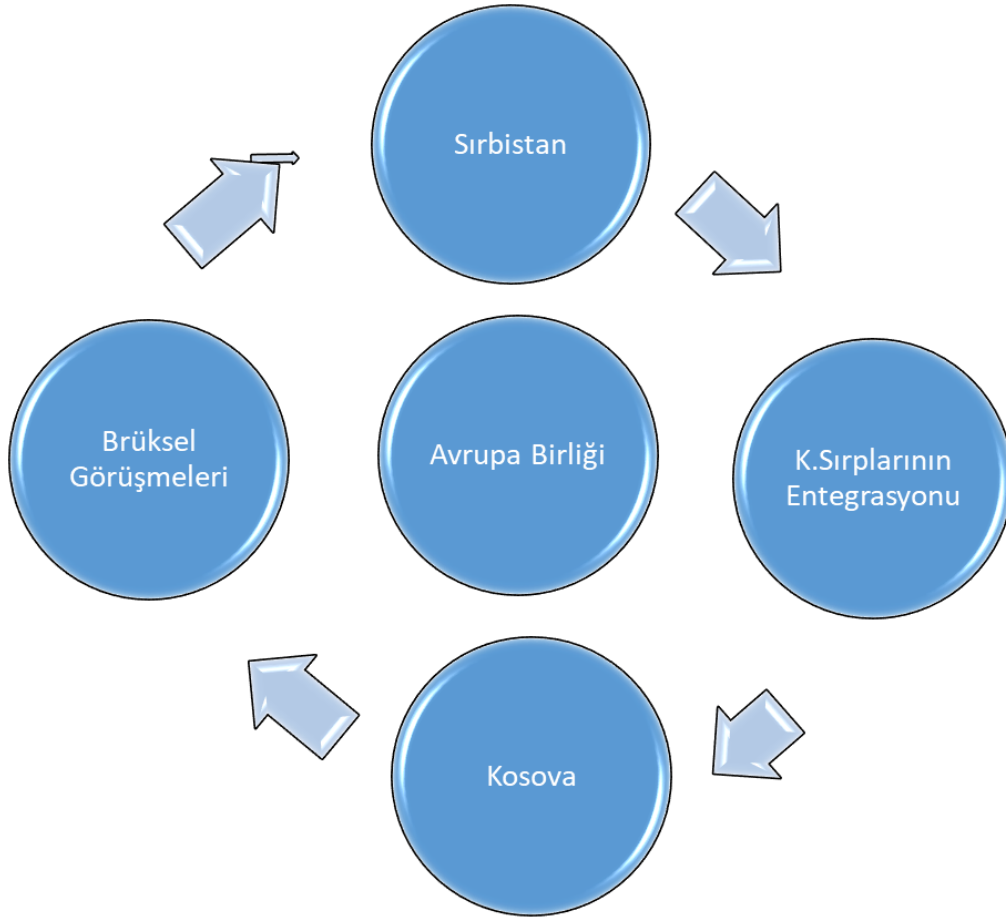 Sırbistan
Brüksel
Görüşmeleri
Avrupa Birliği
K.Sırplarının
Entegrasyonu
Kosova